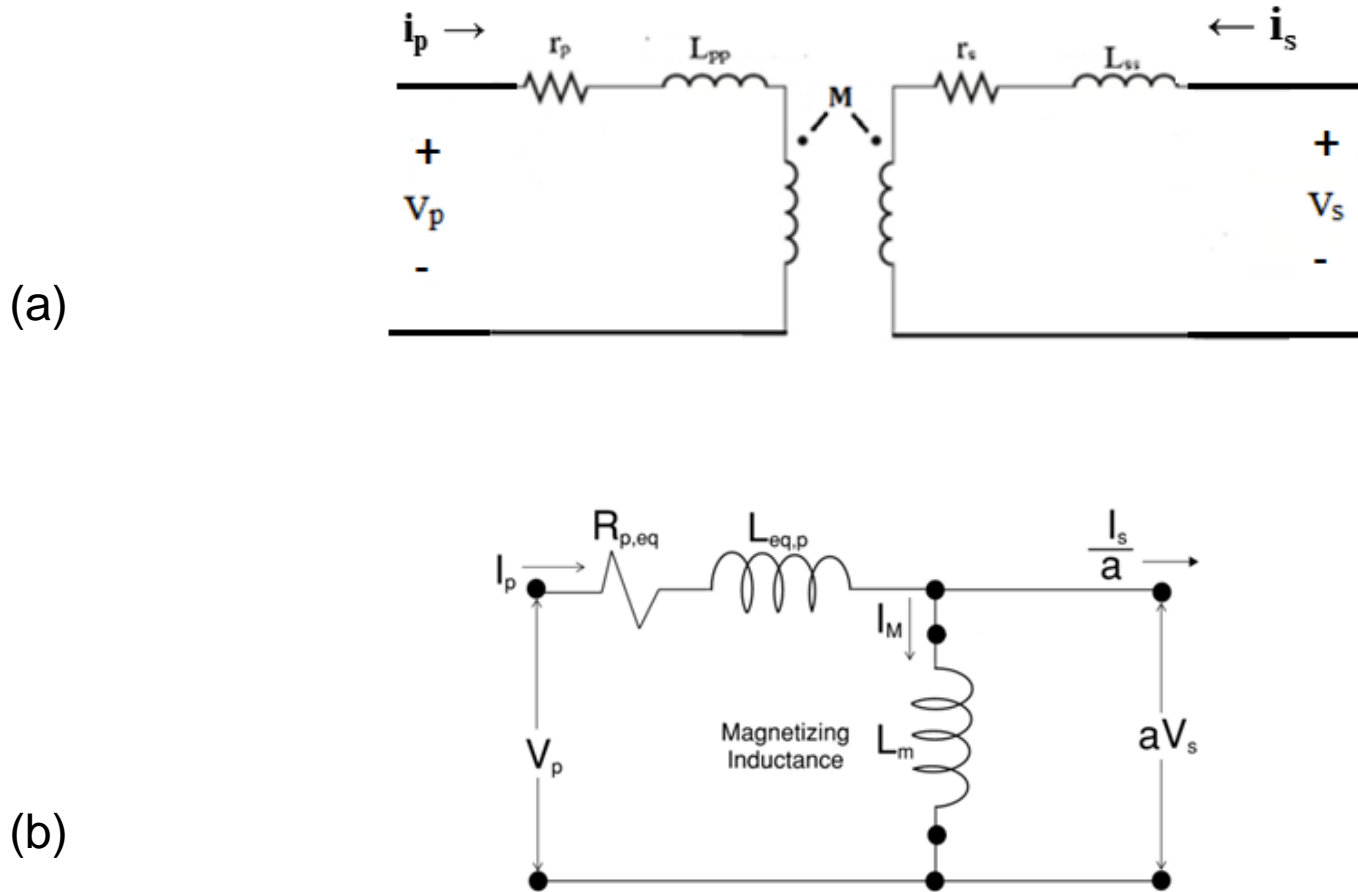 i_p → r_p L_pp r_s L_ss ← i_s
M
+ +
V_p V_s
- -
(a)
R_p,eq L_eq,p I_s/a
I_p
I_M
Magnetizing
Inductance
L_m
V_p aV_s
(b)